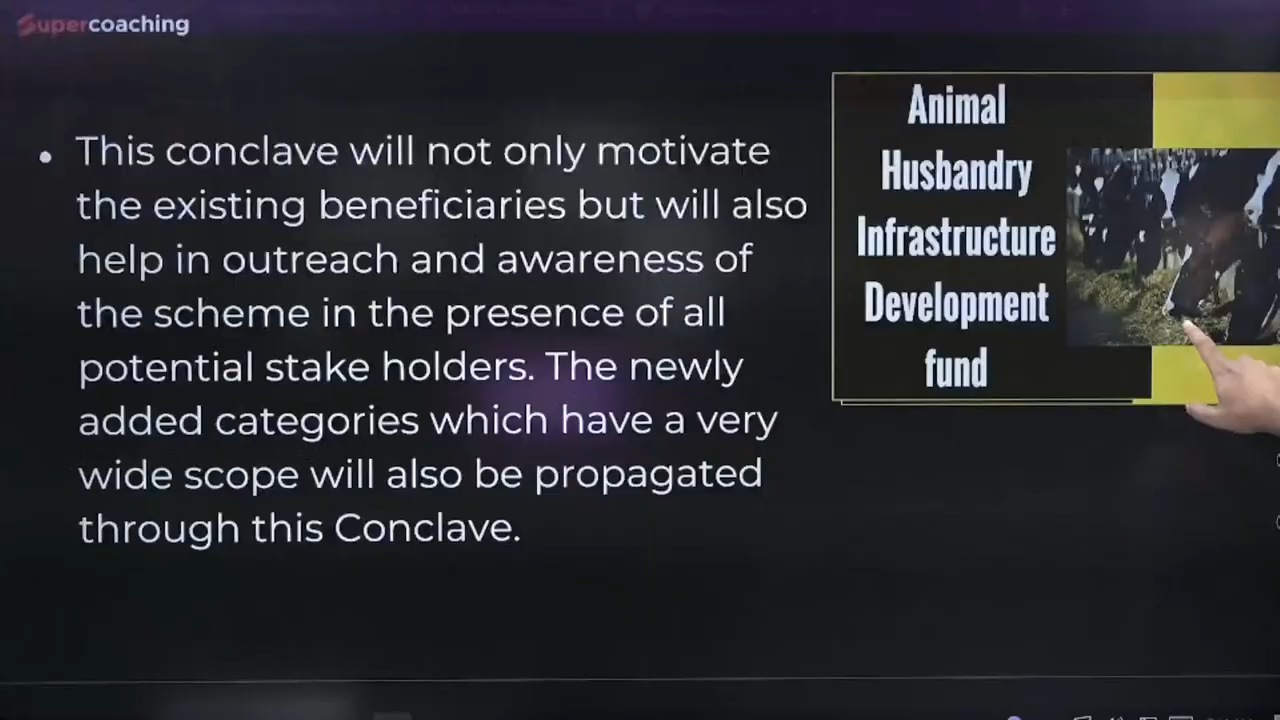 Supercoaching
This conclave will not only motivate
the existing beneficiaries but will also
help in outreach and awareness of
the scheme in the presence of all
potential stake holders. The newly
added categories which have a very
wide scope will also be propagated
through this Conclave.
Animal
Husbandry
Infrastructure
Development
fund